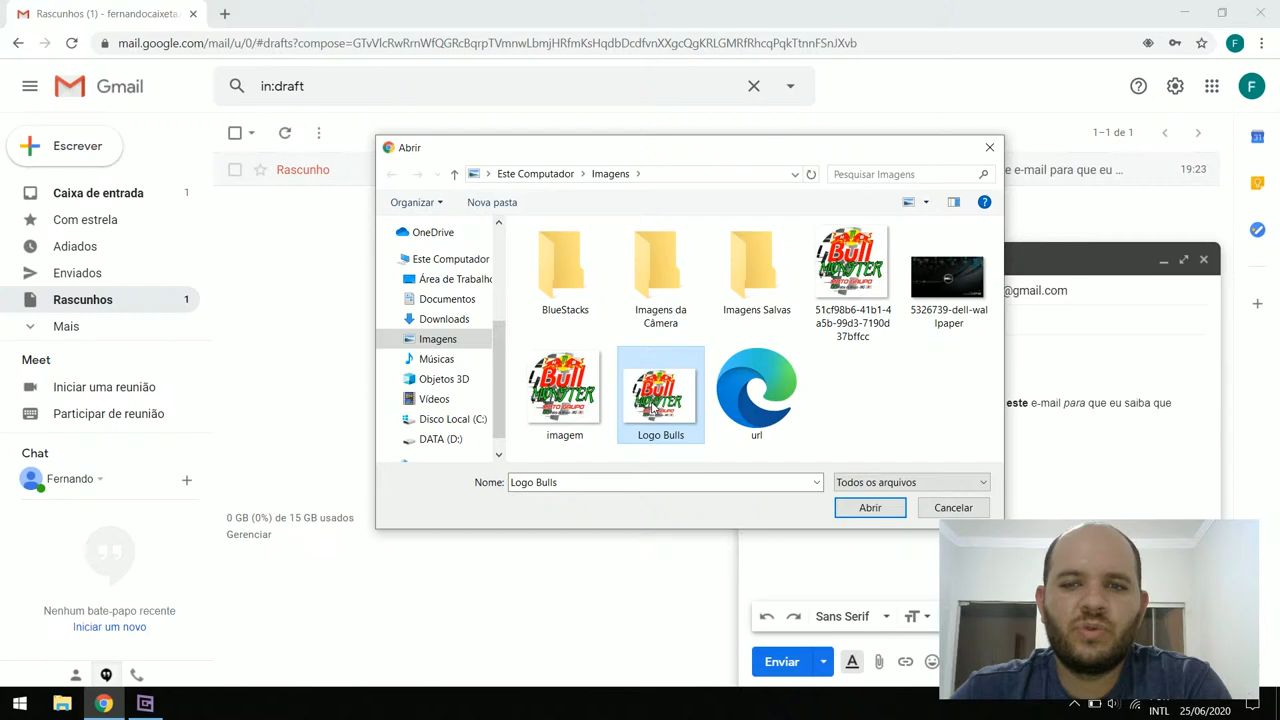 Rascunhos (1) - fernandocaixeta
mail.google.com/mail/u/0/#drafts?compose=GTvVlcRwRrnWfQGRcBqrpTVmnwLbmjHRfmKsHqdbDcdfvnXXgcQgKRLGMRfRhcqPqkTtnnFSnJXvb
F
Gmail
in:draft
F
Escrever
1–1 de 1
Caixa de entrada 1
Com estrela
Adiados
Enviados
Rascunhos 1
Mais
Meet
Iniciar uma reunião
Participar de reunião
Chat
Fernando
Nenhum bate-papo recente
Iniciar um novo
Rascunho
e-mail para que eu ... 19:23
0 GB (0%) de 15 GB usados
Gerenciar
Abrir
Este Computador Imagens
Pesquisar Imagens
Organizar Nova pasta
OneDrive
Este Computador
Área de Trabalho
Documentos
Downloads
Imagens
Músicas
Objetos 3D
Vídeos
Disco Local (C:)
DATA (D:)
BlueStacks
Imagens da
Câmera
Imagens Salvas
51cf98b6-41b1-4
a5b-99d3-7190d
37bffcc
5326739-dell-wal
lpaper
imagem
Logo Bulls
url
Nome: Logo Bulls
Todos os arquivos
Abrir Cancelar
@gmail.com
este e-mail para que eu saiba que
Sans Serif
Enviar
INTL 25/06/2020